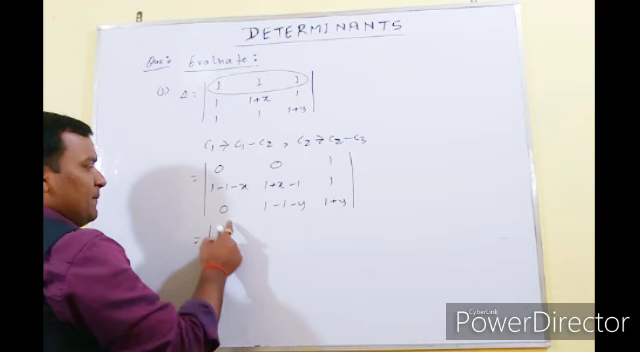 DETERMINANTS
Ques:- Evaluate:
i) Δ = | 1 1 1 |
| 1 1+x 1 |
| 1 1 1+y |
C₁ → C₁ - C₂ , C₂ → C₂ - C₃
= | 0 0 1 |
| 1-1-x 1+x-1 1 |
| 0 1-1-y 1+y |
= |
CyberLink
PowerDirector